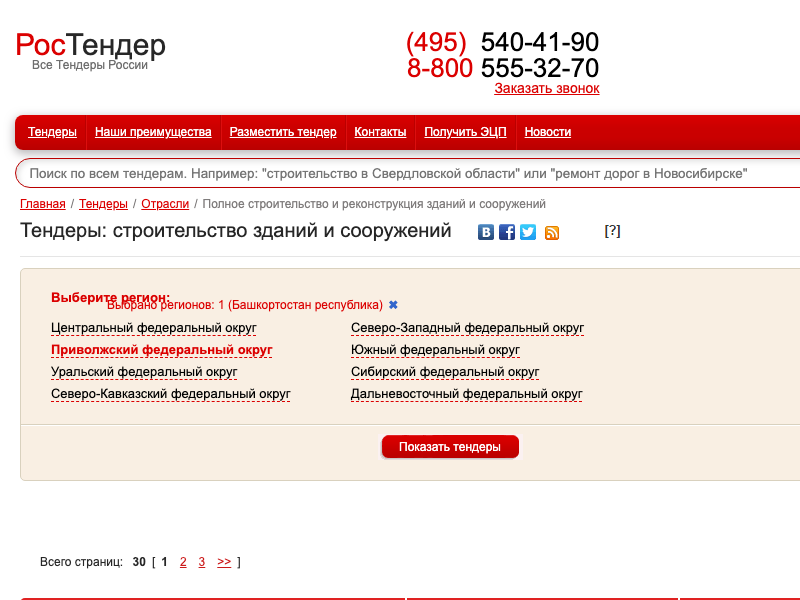 РосТендер
Все Тендеры России
(495) 540-41-90
8-800 555-32-70
Заказать звонок
Тендеры Наши преимущества Разместить тендер Контакты Получить ЭЦП Новости
Поиск по всем тендерам. Например: "строительство в Свердловской области" или "ремонт дорог в Новосибирске"
Главная / Тендеры / Отрасли / Полное строительство и реконструкция зданий и сооружений
Тендеры: строительство зданий и сооружений [?]
Выберите регион:
Выбрано регионов: 1 (Башкортостан республика) ✖
Центральный федеральный округ Северо-Западный федеральный округ
Приволжский федеральный округ Южный федеральный округ
Уральский федеральный округ Сибирский федеральный округ
Северо-Кавказский федеральный округ Дальневосточный федеральный округ
Показать тендеры
Всего страниц: 30 [ 1 2 3 >> ]